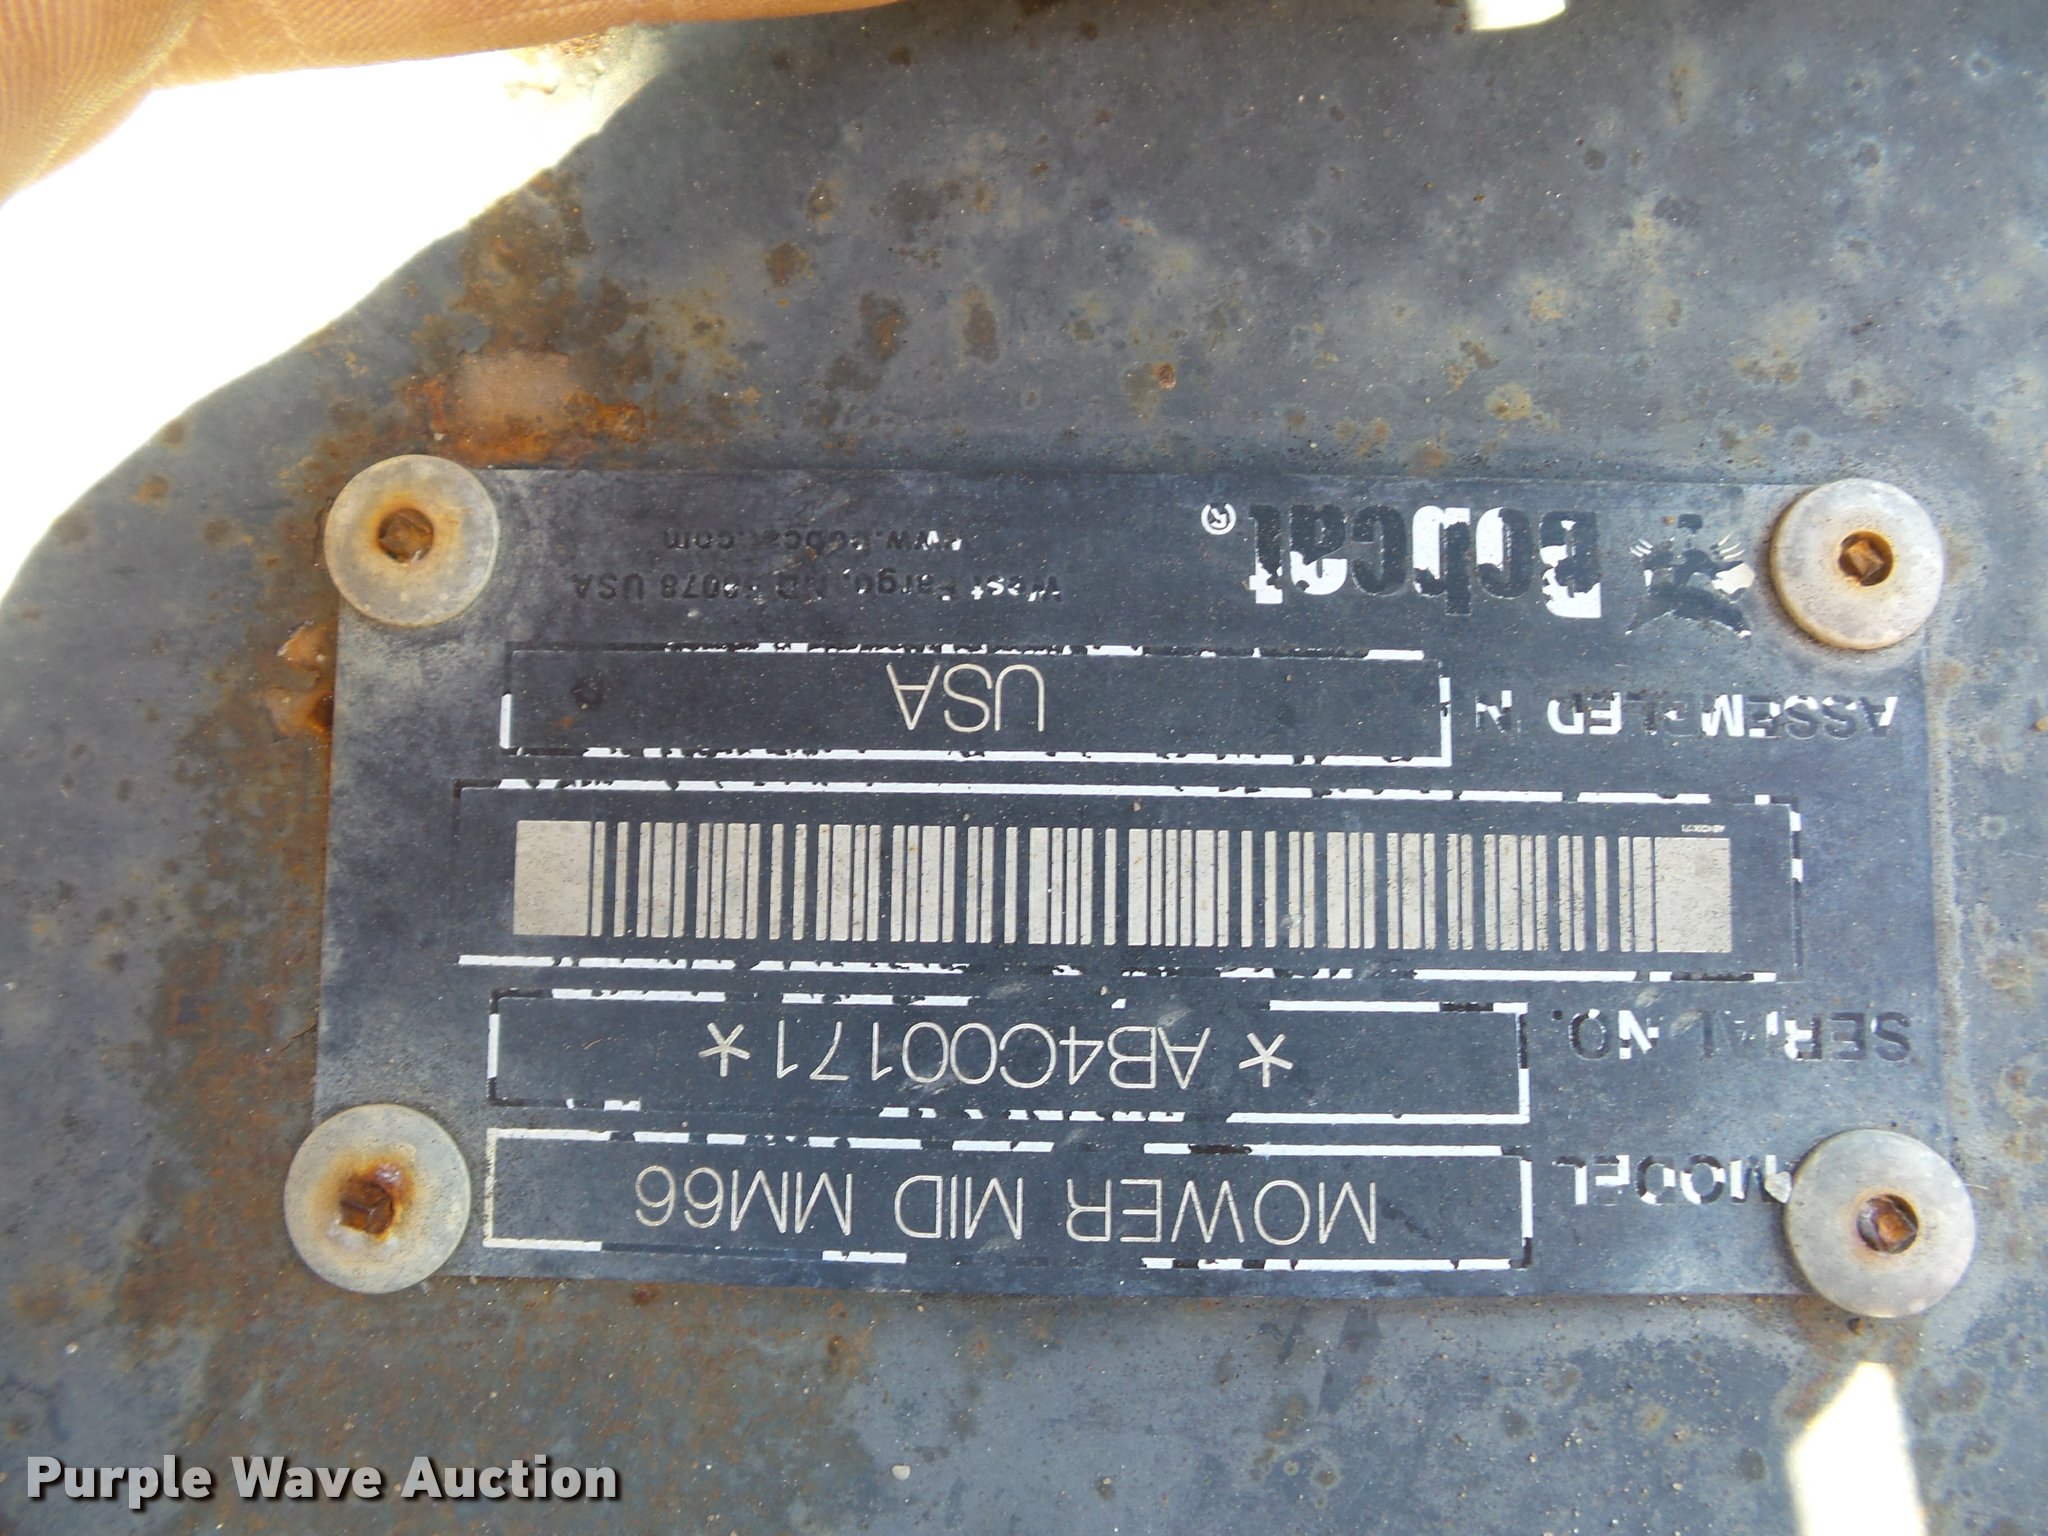 MODEL
MOWER MID MM66
SERIAL NO.
*AB4C00171*
AB4C00171
ASSEMBLED IN
USA
Bobcat®
West Fargo, ND 58078 USA
www.bobcat.com
Purple Wave Auction